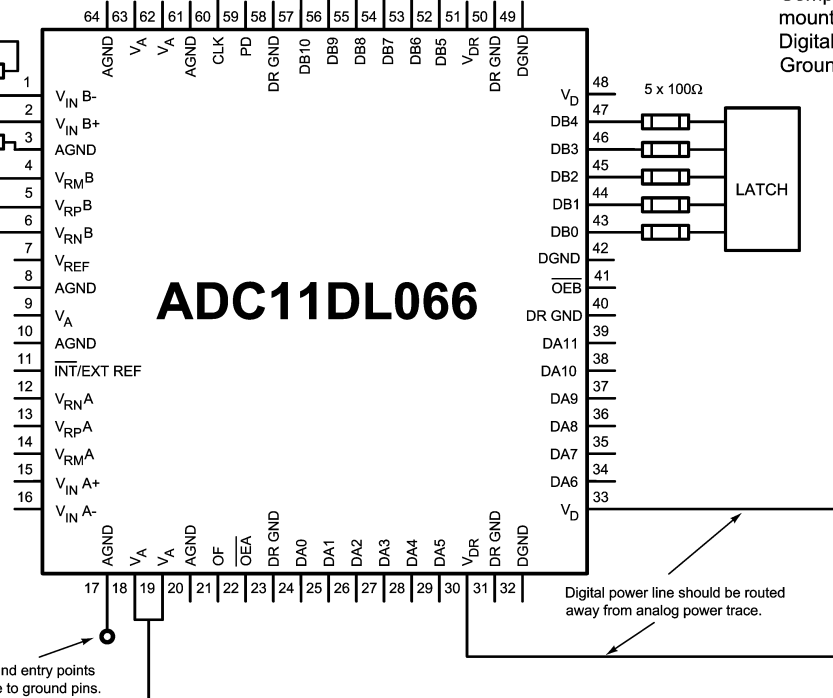 64 63 62 61 60 59 58 57 56 55 54 53 52 51 50 49
AGND VA VA AGND CLK PD DR GND DB10 DB9 DB8 DB7 DB6 DB5 VDR DR GND DGND
mount
Digital
Groun
1 VIN B-
2 VIN B+
3 AGND
4 VRMB
5 VRPB
6 VRNB
7 VREF
8 AGND
9 VA
10 AGND
11 INT/EXT REF
12 VRNA
13 VRPA
14 VRMA
15 VIN A+
16 VIN A-
ADC11DL066
VD 48
DB4 47
DB3 46
DB2 45
DB1 44
DB0 43
DGND 42
OEB 41
DR GND 40
DA11 39
DA10 38
DA9 37
DA8 36
DA7 35
DA6 34
VD 33
5 x 100Ω
LATCH
AGND VA VA AGND OF OEA DR GND DA0 DA1 DA2 DA3 DA4 DA5 VDR DR GND DGND
17 18 19 20 21 22 23 24 25 26 27 28 29 30 31 32
Digital power line should be routed
away from analog power trace.
nd entry points
e to ground pins.